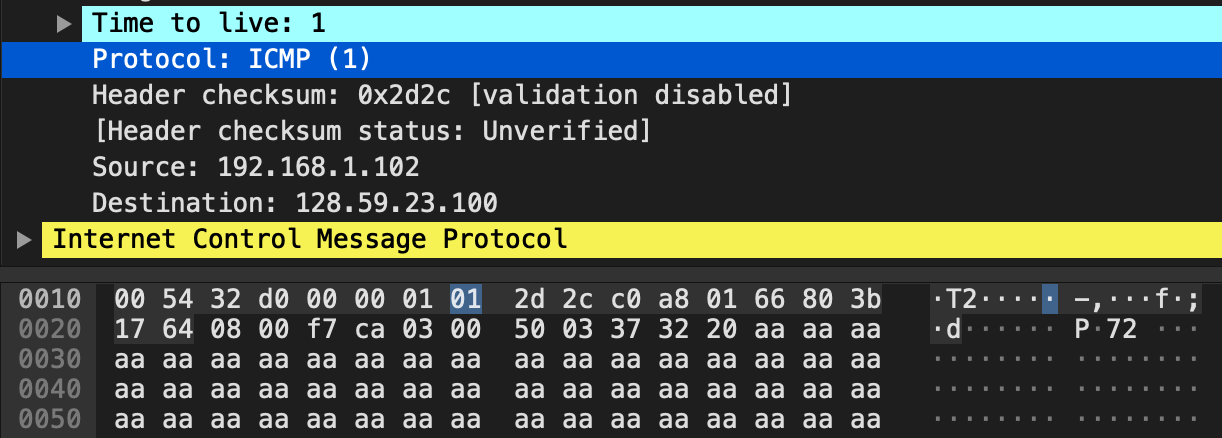 Time to live: 1
Protocol: ICMP (1)
Header checksum: 0x2d2c [validation disabled]
[Header checksum status: Unverified]
Source: 192.168.1.102
Destination: 128.59.23.100
Internet Control Message Protocol
0010 00 54 32 d0 00 00 01 01 2d 2c c0 a8 01 66 80 3b ·T2····· -,···f·;
0020 17 64 08 00 f7 ca 03 00 50 03 37 32 20 aa aa aa ·d······ P·72 ···
0030 aa aa aa aa aa aa aa aa aa aa aa aa aa aa aa aa ········ ········
0040 aa aa aa aa aa aa aa aa aa aa aa aa aa aa aa aa ········ ········
0050 aa aa aa aa aa aa aa aa aa aa aa aa aa aa aa aa ········ ········